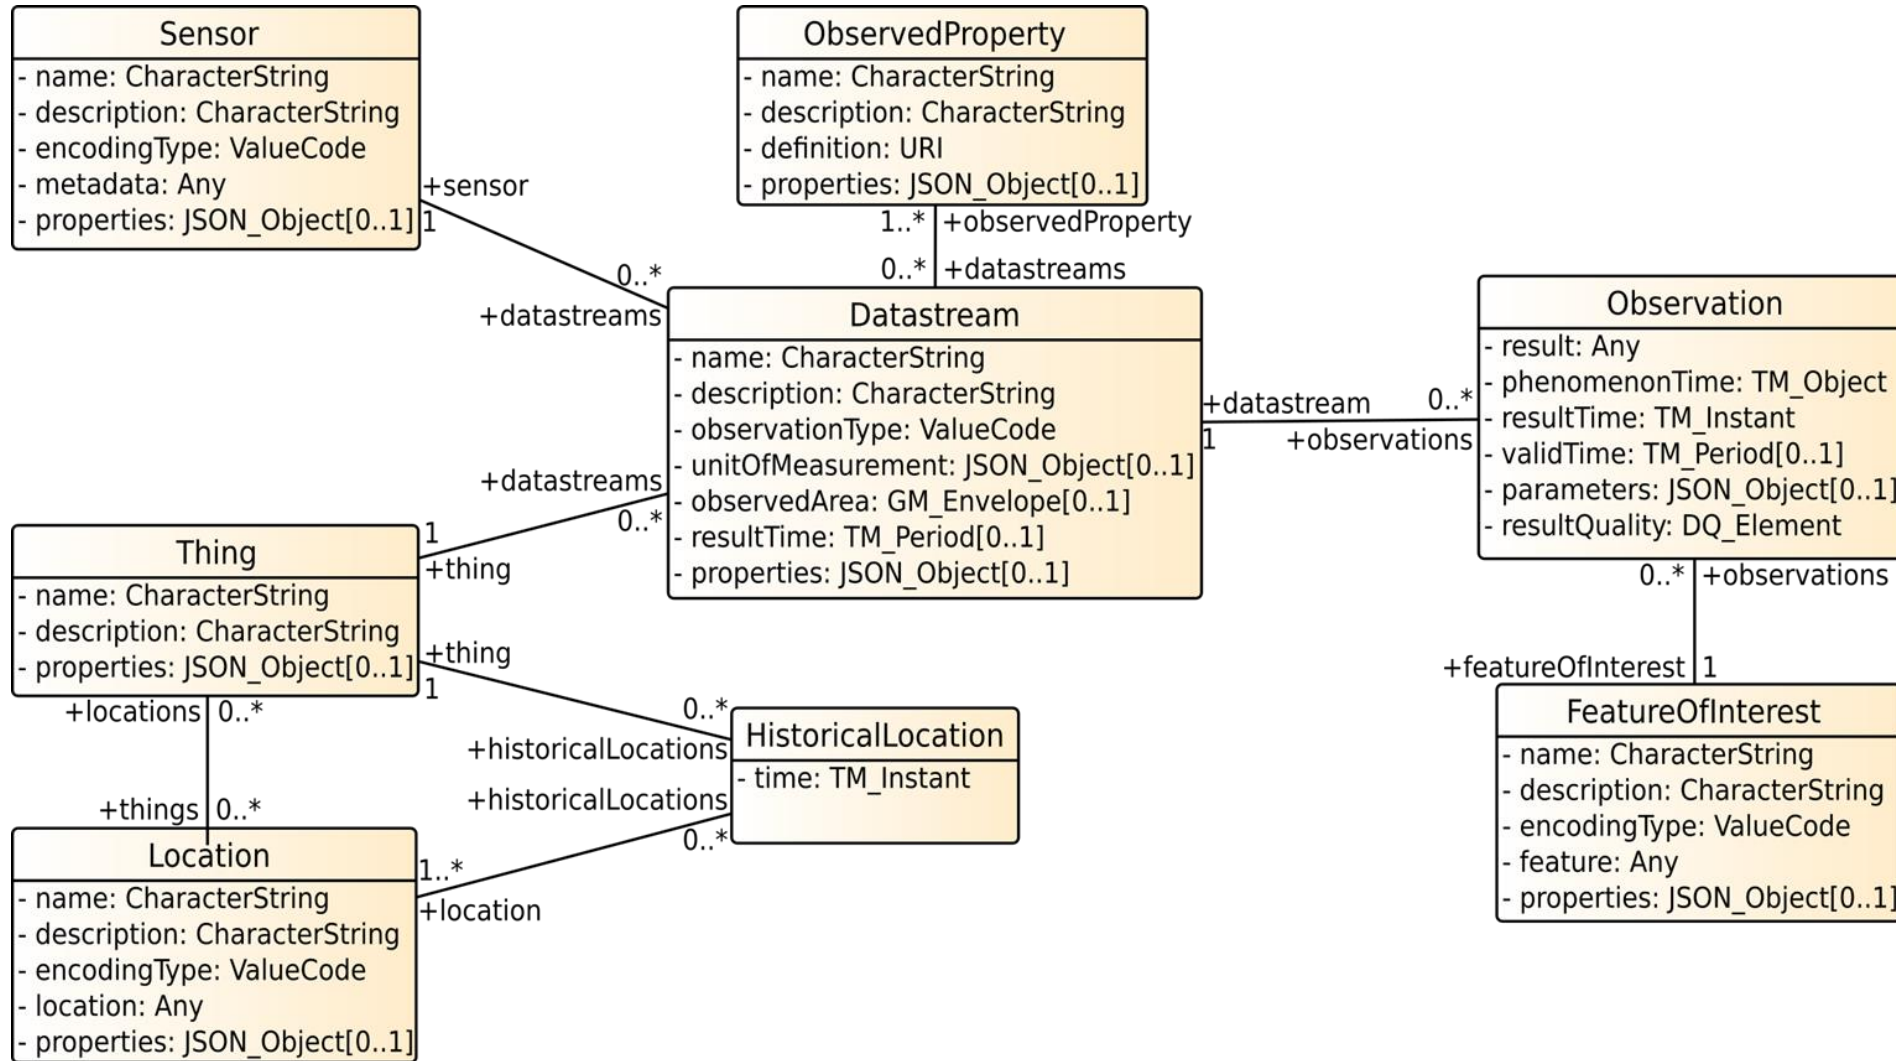 Sensor
- name: CharacterString
- description: CharacterString
- encodingType: ValueCode
- metadata: Any
- properties: JSON_Object[0..1]
+sensor
1
0..*
+datastreams
ObservedProperty
- name: CharacterString
- description: CharacterString
- definition: URI
- properties: JSON_Object[0..1]
1..* +observedProperty
0..* +datastreams
Datastream
- name: CharacterString
- description: CharacterString
- observationType: ValueCode
- unitOfMeasurement: JSON_Object[0..1]
- observedArea: GM_Envelope[0..1]
- resultTime: TM_Period[0..1]
- properties: JSON_Object[0..1]
+datastream 0..*
1 +observations
Observation
- result: Any
- phenomenonTime: TM_Object
- resultTime: TM_Instant
- validTime: TM_Period[0..1]
- parameters: JSON_Object[0..1]
- resultQuality: DQ_Element
0..* +observations
+featureOfInterest 1
FeatureOfInterest
- name: CharacterString
- description: CharacterString
- encodingType: ValueCode
- feature: Any
- properties: JSON_Object[0..1]
+datastreams
0..*
1
+thing
Thing
- name: CharacterString
- description: CharacterString
- properties: JSON_Object[0..1]
+thing
1
0..*
+historicalLocations
HistoricalLocation
- time: TM_Instant
+historicalLocations
0..*
1..*
+location
+locations 0..*
+things 0..*
Location
- name: CharacterString
- description: CharacterString
- encodingType: ValueCode
- location: Any
- properties: JSON_Object[0..1]